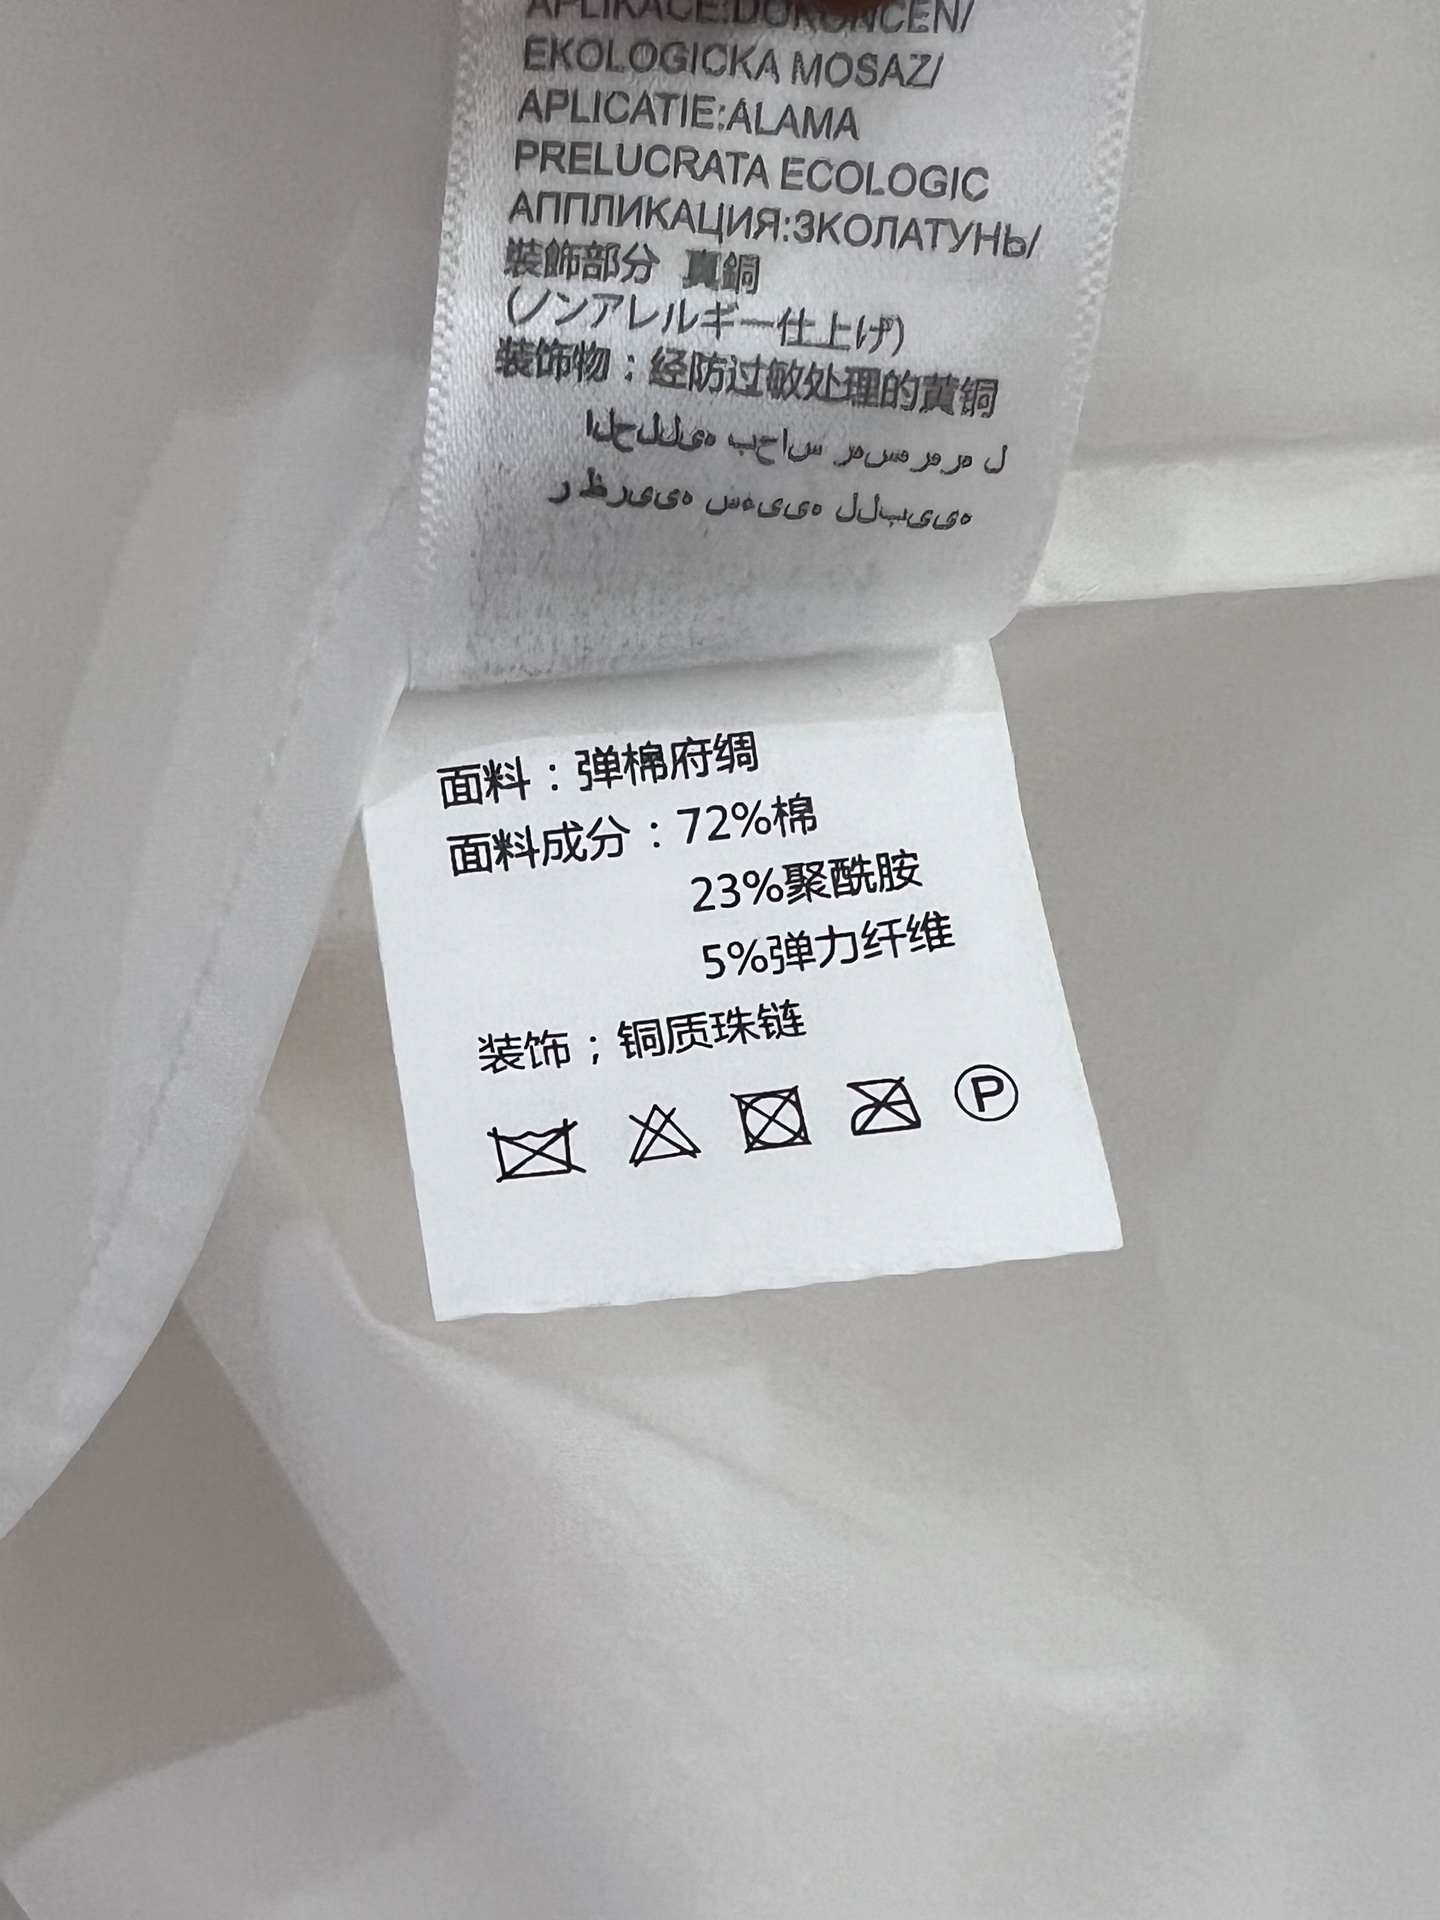 APLIKACE:DOKONCEN/
EKOLOGICKA MOSAZ/
APLICATIE:ALAMA
PRELUCRATA ECOLOGIC
АППЛИКАЦИЯ:ЗКОЛАТУНЬ/
装飾部分 真鍮
(ノンアレルギー仕上げ)
装饰物：经防过敏处理的黄铜
面料：弹棉府绸
面料成分：72%棉
23%聚酰胺
5%弹力纤维
装饰；铜质珠链
P